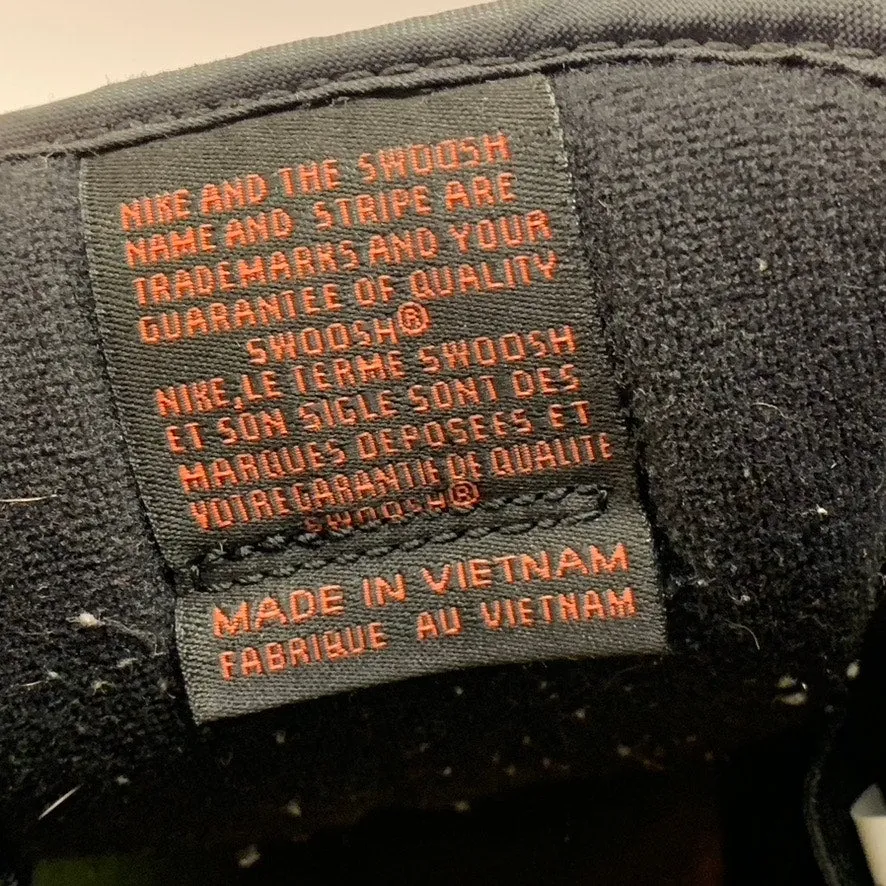 NIKE AND THE SWOOSH
NAME AND STRIPE ARE
TRADEMARKS AND YOUR
GUARANTEE OF QUALITY
SWOOSH®
NIKE, LE TERME SWOOSH
ET SON SIGLE SONT DES
MARQUES DEPOSEES ET
VOTRE GARANTIE DE QUALITE
SWOOSH®
MADE IN VIETNAM
FABRIQUE AU VIETNAM